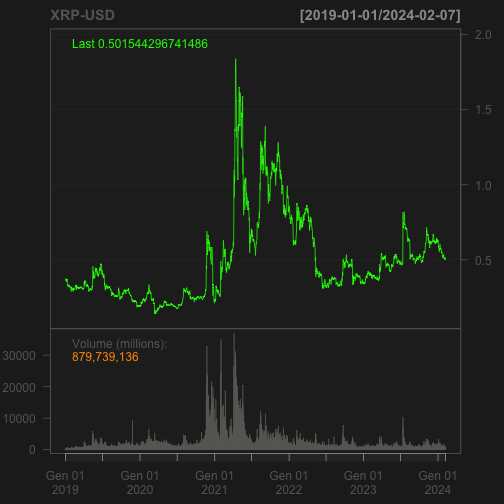 XRP-USD [2019-01-01/2024-02-07]
Last 0.501544296741486
2.0
1.5
1.0
0.5
Volume (millions):
879,739,136
30000
20000
10000
0
Gen 01 Gen 01 Gen 01 Gen 01 Gen 01 Gen 01
2019 2020 2021 2022 2023 2024